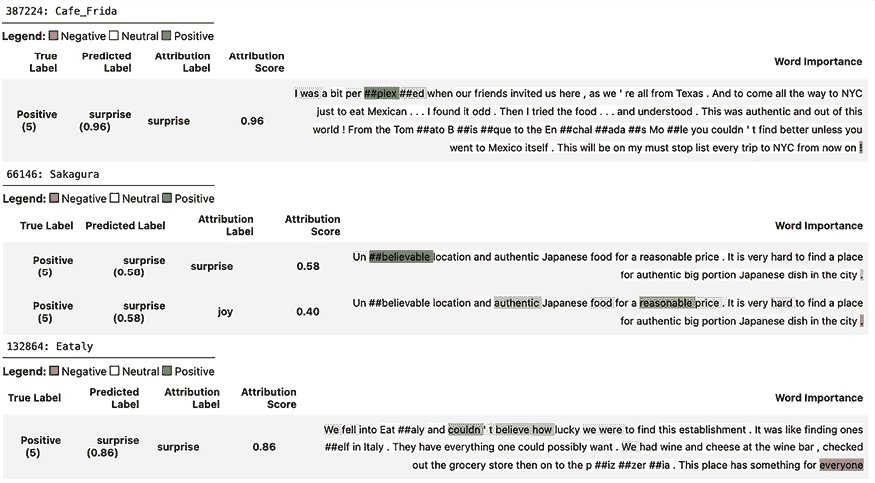 387224: Cafe_Frida
Legend: Negative Neutral Positive
True Label Predicted Label Attribution Label Attribution Score Word Importance
Positive (5) surprise (0.96) surprise 0.96
I was a bit per ##plex ##ed when our friends invited us here , as we ' re all from Texas . And to come all the way to NYC
just to eat Mexican . . . I found it odd . Then I tried the food . . . and understood . This was authentic and out of this
world ! From the Tom ##ato B ##is ##que to the En ##chal ##ada ##s Mo ##le you couldn ' t find better unless you
went to Mexico itself . This will be on my must stop list every trip to NYC from now on !
66146: Sakagura
Legend: Negative Neutral Positive
True Label Predicted Label Attribution Label Attribution Score Word Importance
Positive (5) surprise (0.58) surprise 0.58
Un ##believable location and authentic Japanese food for a reasonable price . It is very hard to find a place
for authentic big portion Japanese dish in the city .
Positive (5) surprise (0.58) joy 0.40
Un ##believable location and authentic Japanese food for a reasonable price . It is very hard to find a place
for authentic big portion Japanese dish in the city .
132864: Eataly
Legend: Negative Neutral Positive
True Label Predicted Label Attribution Label Attribution Score Word Importance
Positive (5) surprise (0.86) surprise 0.86
We fell into Eat ##aly and couldn ' t believe how lucky we were to find this establishment . It was like finding ones
##elf in Italy . They have everything one could possibly want . We had wine and cheese at the wine bar , checked
out the grocery store then on to the p ##iz ##zer ##ia . This place has something for everyone